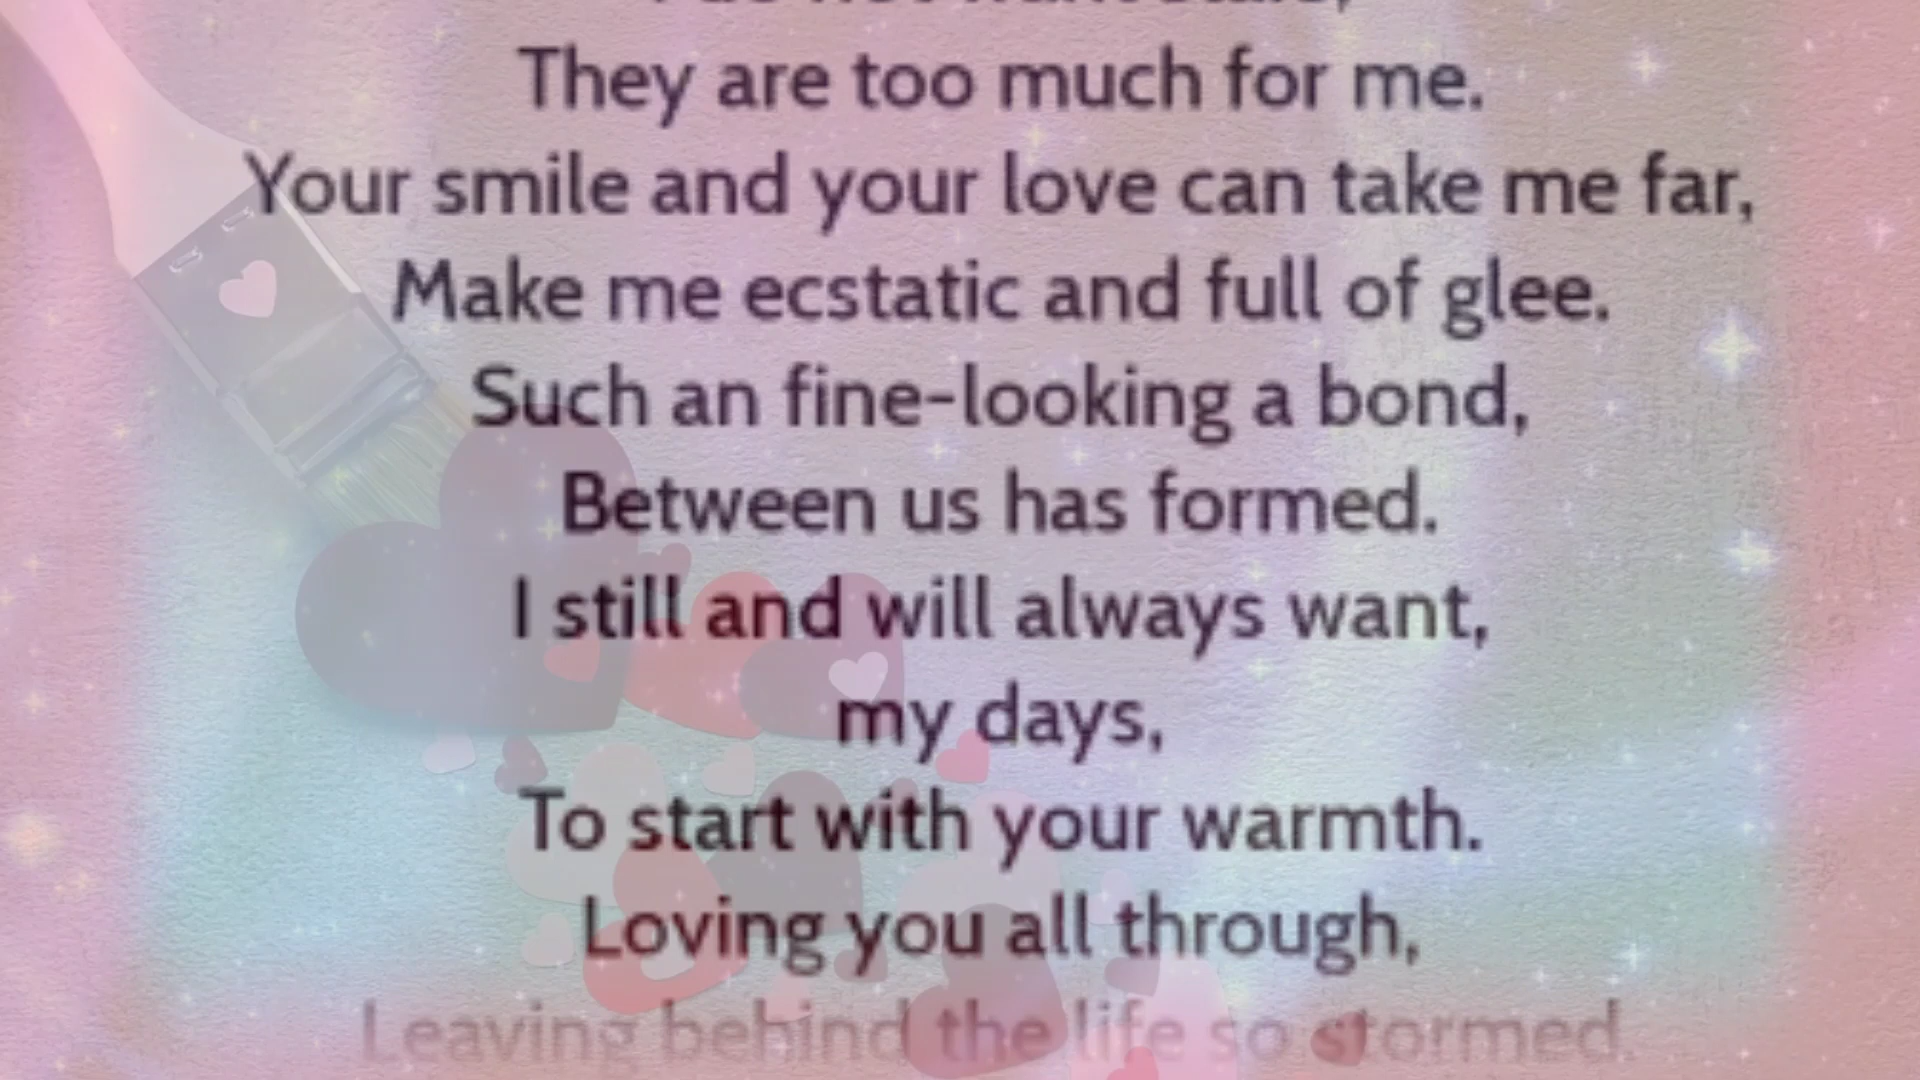 They are too much for me.
Your smile and your love can take me far,
Make me ecstatic and full of glee.
Such an fine-looking a bond,
Between us has formed.
I still and will always want,
my days,
To start with your warmth.
Loving you all through,
Leaving behind the life so stormed.